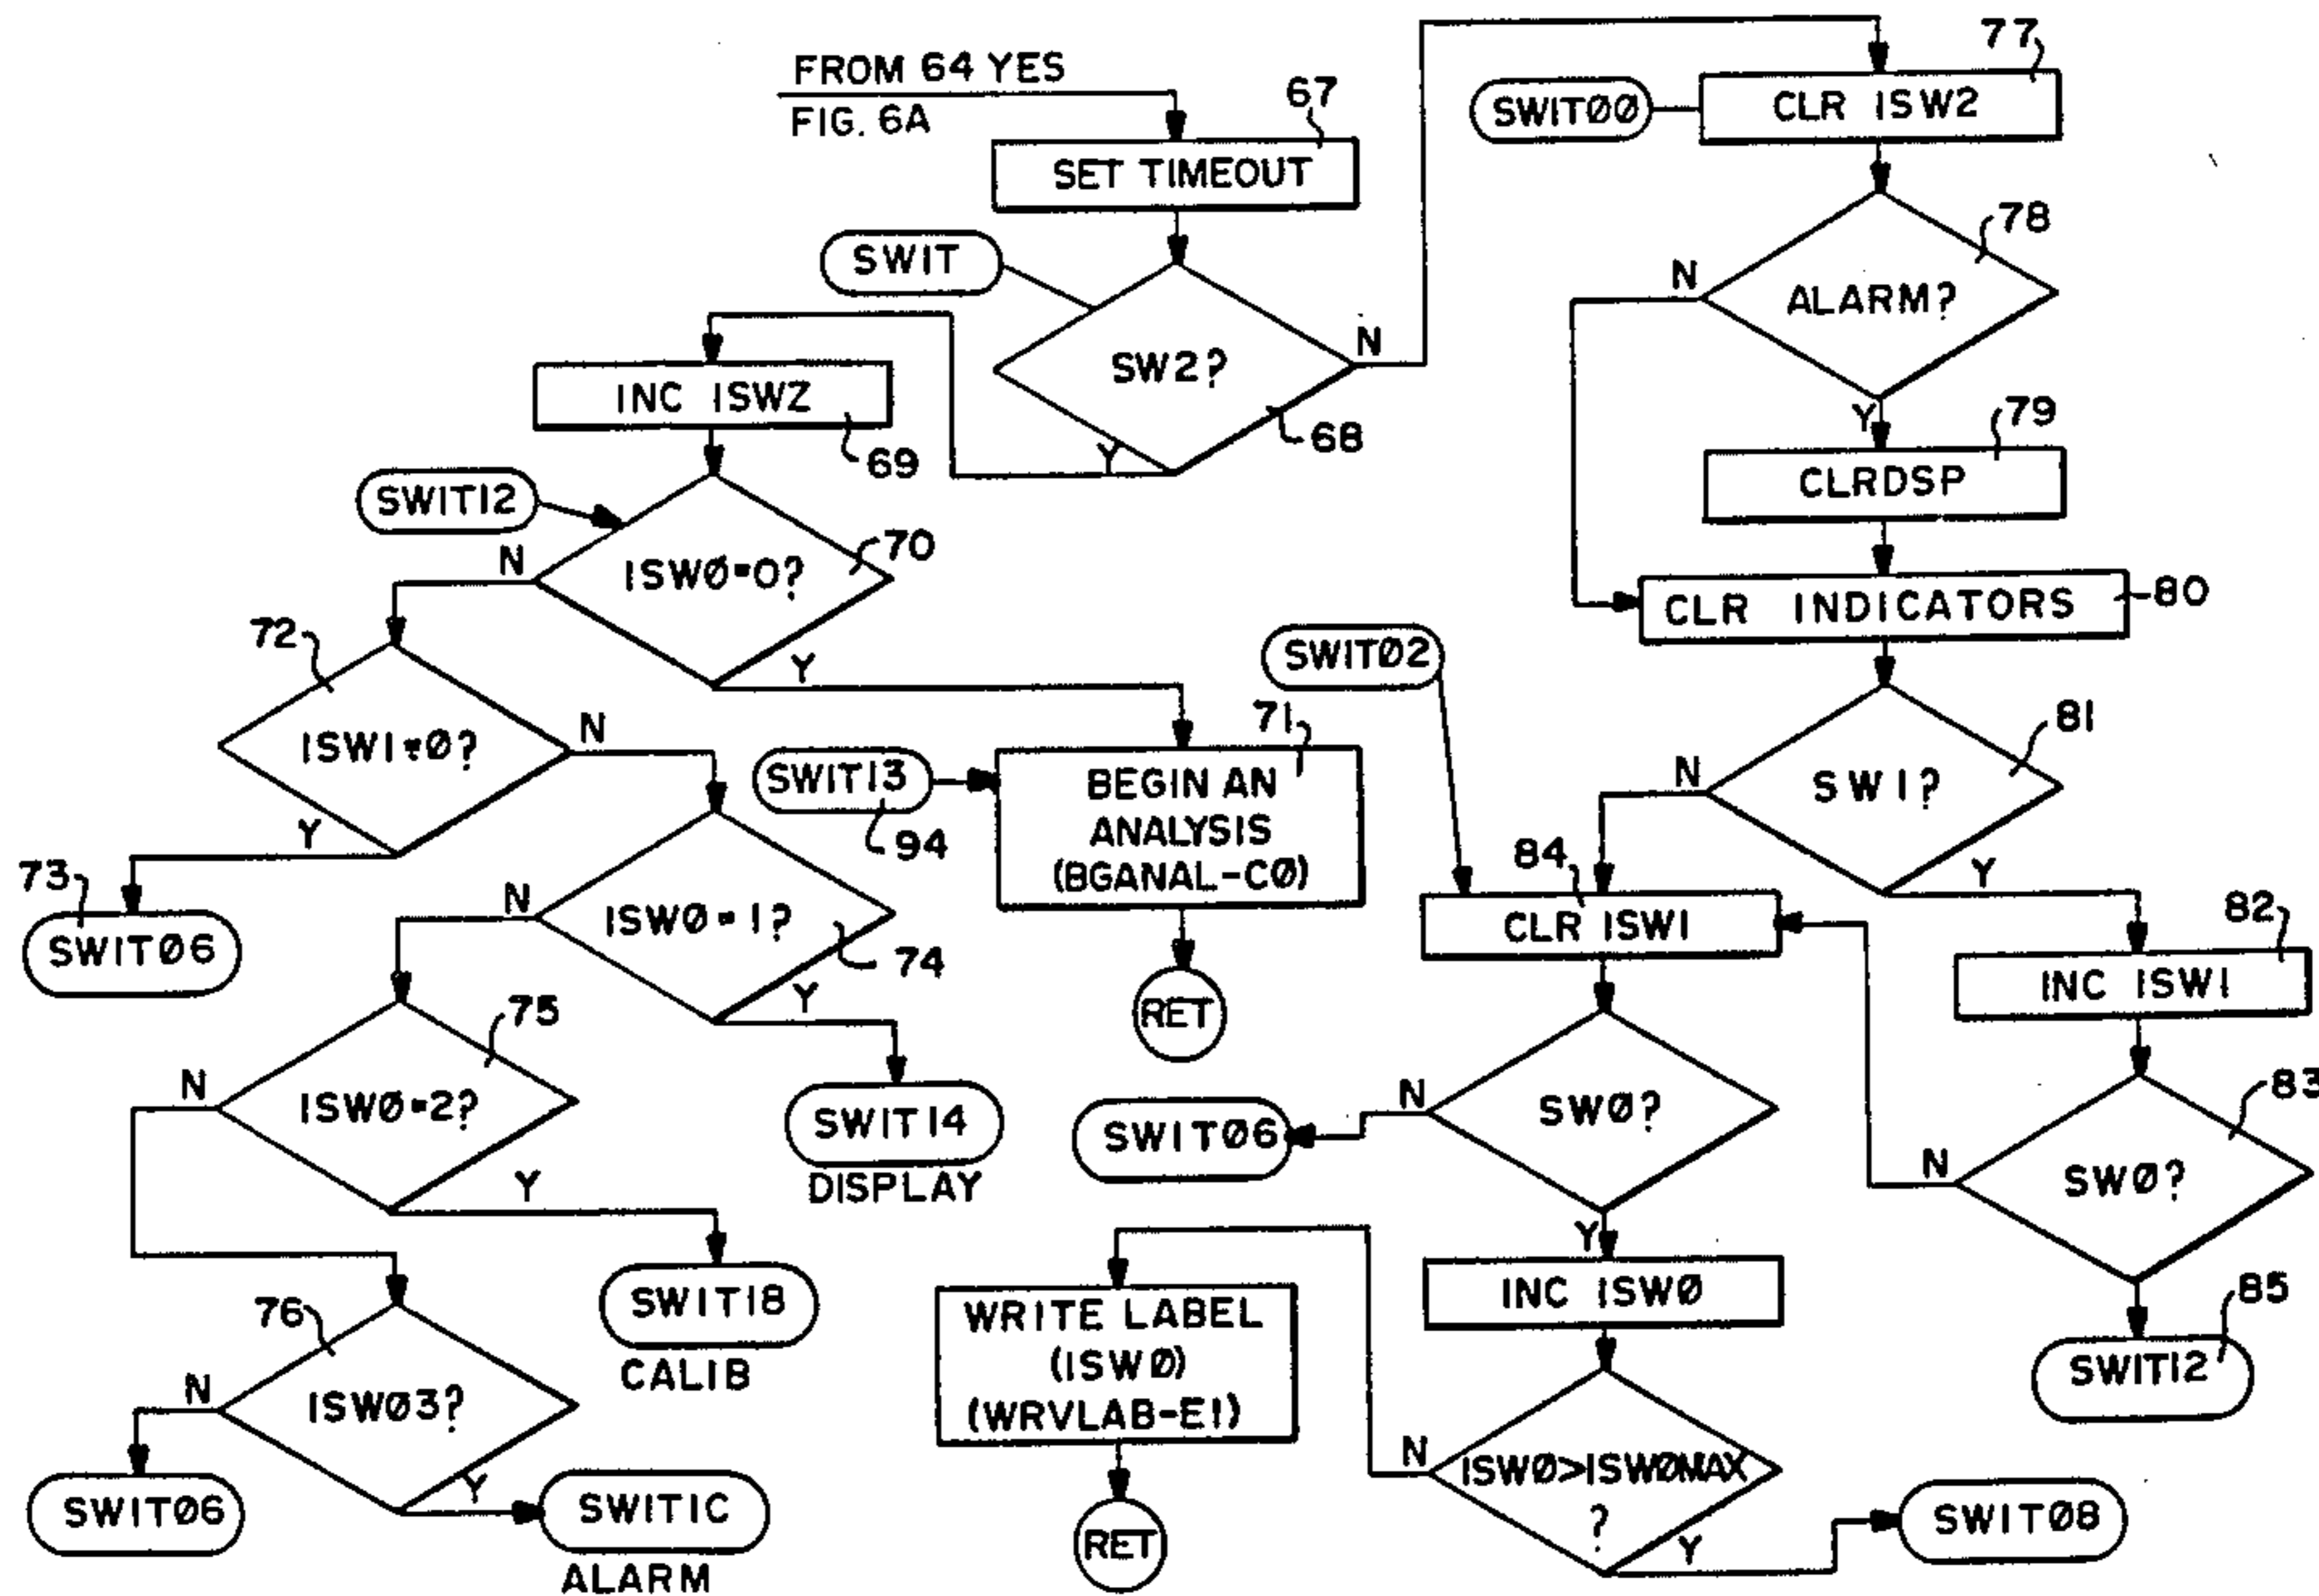 FROM 64 YES
FIG. 6A
67
SET TIMEOUT
SWIT
SW2?
N
Y
68
INC ISWZ
69
SWIT12
ISWØ=0?
70
N
Y
72
ISW1=Ø?
N
Y
73
SWITØ6
SWIT13
94
71
BEGIN AN
ANALYSIS
(BGANAL-CØ)
RET
ISWØ=1?
74
N
Y
SWIT14
DISPLAY
75
ISWØ=2?
N
Y
SWIT18
CALIB
76
ISWØ3?
N
Y
SWITØ6
SWIT1C
ALARM
77
SWITØØ
CLR ISW2
78
ALARM?
N
Y
79
CLRDSP
CLR INDICATORS
80
81
SW1?
N
Y
SWITØ2
84
CLR ISW1
82
INC ISW1
83
SWØ?
N
85
SWIT12
SWØ?
N
Y
SWITØ6
INC ISWØ
ISWØ>ISWØMAX
?
N
Y
SWITØ8
WRITE LABEL
(ISWØ)
(WRVLAB-E1)
RET